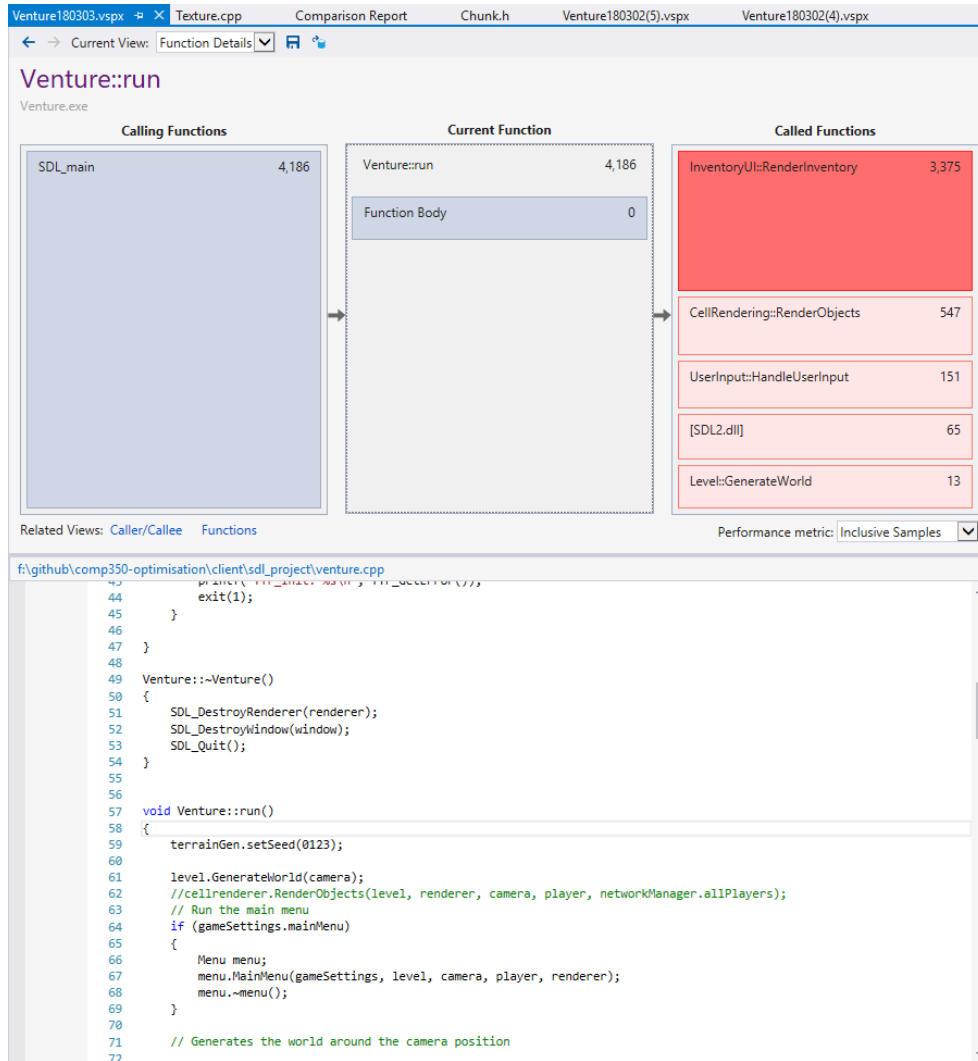 Venture180303.vspx Texture.cpp Comparison Report Chunk.h Venture180302(5).vspx Venture180302(4).vspx
Current View: Function Details
Venture::run
Venture.exe
Calling Functions Current Function Called Functions
SDL_main 4,186
Venture::run 4,186
Function Body 0
InventoryUI::RenderInventory 3,375
CellRendering::RenderObjects 547
UserInput::HandleUserInput 151
[SDL2.dll] 65
Level::GenerateWorld 13
Related Views: Caller/Callee Functions
Performance metric: Inclusive Samples
f:\github\comp350-optimisation\client\sdl_project\venture.cpp
44 exit(1);
45 }
46
47 }
48
49 Venture::~Venture()
50 {
51 SDL_DestroyRenderer(renderer);
52 SDL_DestroyWindow(window);
53 SDL_Quit();
54 }
55
56
57 void Venture::run()
58 {
59 terrainGen.setSeed(0123);
60
61 level.GenerateWorld(camera);
62 //cellrenderer.RenderObjects(level, renderer, camera, player, networkManager.allPlayers);
63 // Run the main menu
64 if (gameSettings.mainMenu)
65 {
66 Menu menu;
67 menu.MainMenu(gameSettings, level, camera, player, renderer);
68 menu.~menu();
69 }
70
71 // Generates the world around the camera position
72